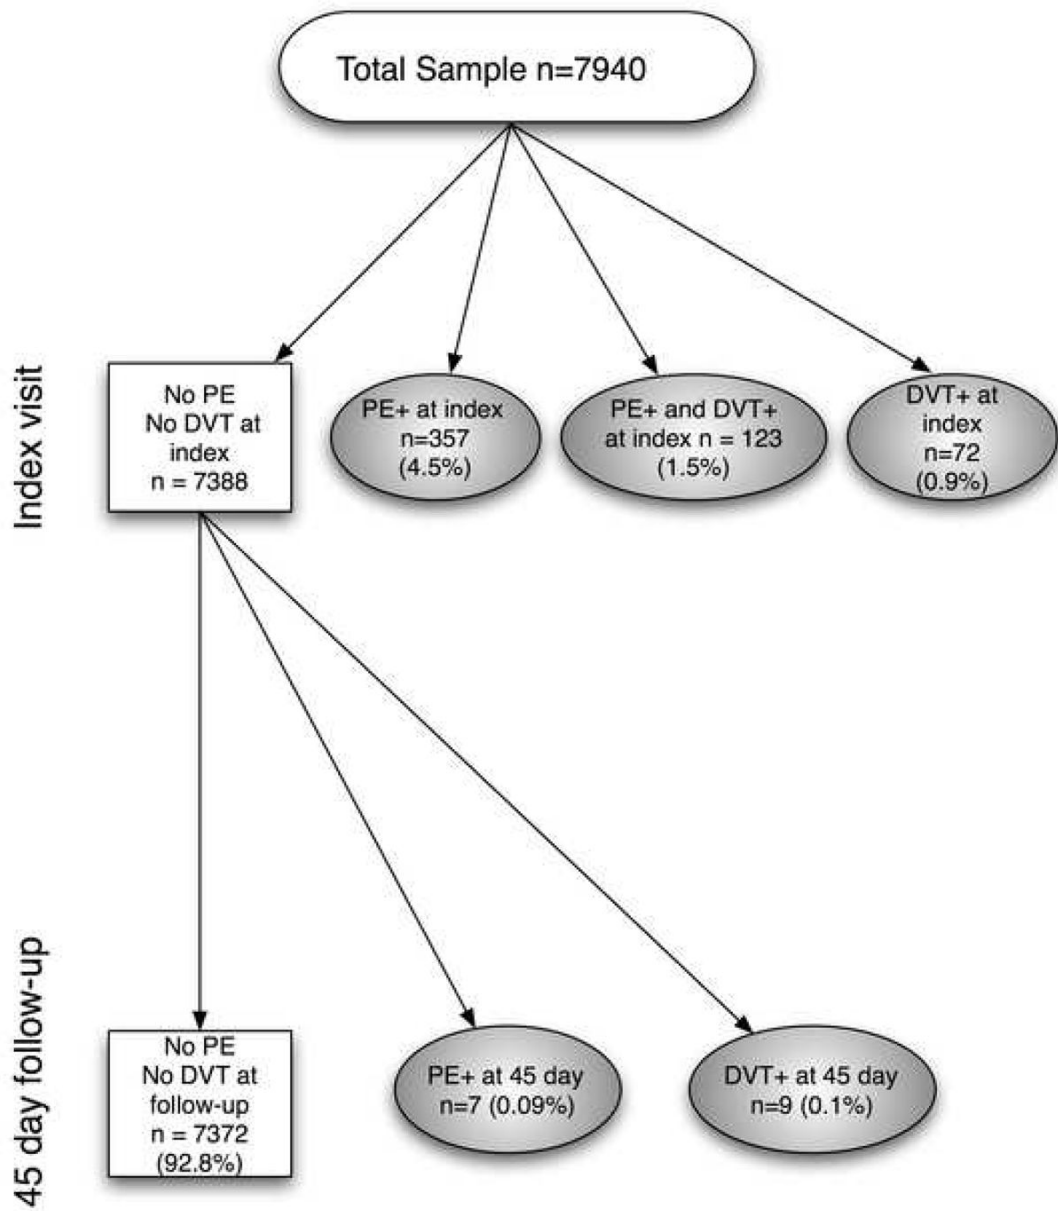 Total Sample n=7940
Index visit
No PE
No DVT at
index
n = 7388
PE+ at index
n=357
(4.5%)
PE+ and DVT+
at index n = 123
(1.5%)
DVT+ at
index
n=72
(0.9%)
45 day follow-up
No PE
No DVT at
follow-up
n = 7372
(92.8%)
PE+ at 45 day
n=7 (0.09%)
DVT+ at 45 day
n=9 (0.1%)